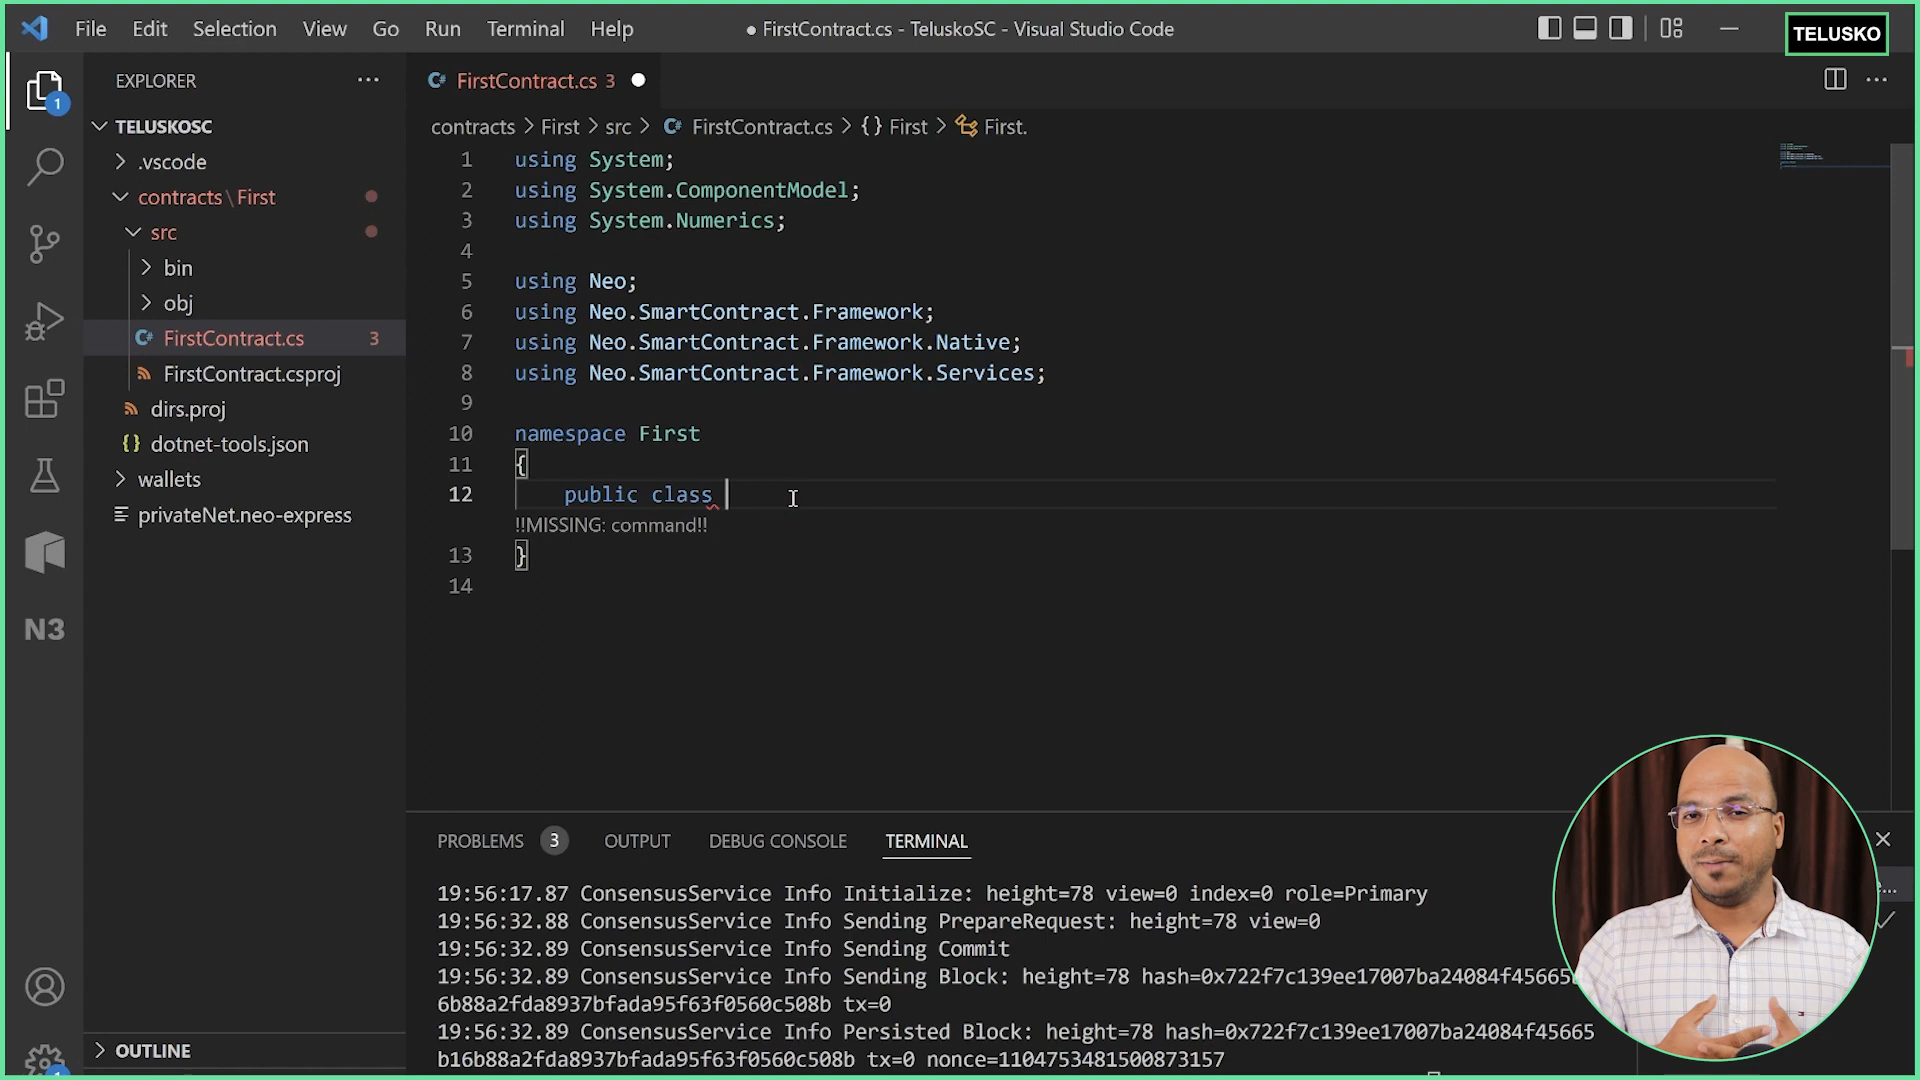 File Edit Selection View Go Run Terminal Help
● FirstContract.cs - TeluskoSC - Visual Studio Code
TELUSKO
EXPLORER
FirstContract.cs 3
1
TELUSKOSC
contracts > First > src > FirstContract.cs > {} First > First.
.vscode
contracts\First
src
bin
obj
FirstContract.cs 3
FirstContract.csproj
dirs.proj
{} dotnet-tools.json
wallets
privateNet.neo-express
N3
1 using System;
2 using System.ComponentModel;
3 using System.Numerics;
4
5 using Neo;
6 using Neo.SmartContract.Framework;
7 using Neo.SmartContract.Framework.Native;
8 using Neo.SmartContract.Framework.Services;
9
10 namespace First
11 {
12 public class
!!MISSING: command!!
13 }
14
PROBLEMS 3 OUTPUT DEBUG CONSOLE TERMINAL
19:56:17.87 ConsensusService Info Initialize: height=78 view=0 index=0 role=Primary
19:56:32.88 ConsensusService Info Sending PrepareRequest: height=78 view=0
19:56:32.89 ConsensusService Info Sending Commit
19:56:32.89 ConsensusService Info Sending Block: height=78 hash=0x722f7c139ee17007ba24084f45665
6b88a2fda8937bfada95f63f0560c508b tx=0
19:56:32.89 ConsensusService Info Persisted Block: height=78 hash=0x722f7c139ee17007ba24084f45665
b16b88a2fda8937bfada95f63f0560c508b tx=0 nonce=1104753481500873157
OUTLINE